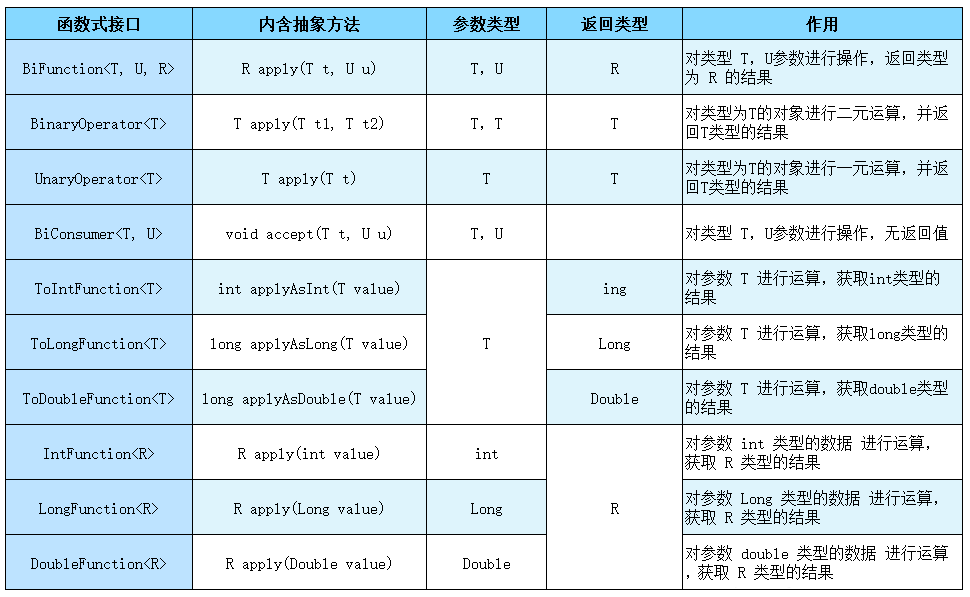 函数式接口 内含抽象方法 参数类型 返回类型 作用
BiFunction<T, U, R> R apply(T t, U u) T, U R 对类型 T, U参数进行操作，返回类型
为 R 的结果
BinaryOperator<T> T apply(T t1, T t2) T, T T 对类型为T的对象进行二元运算，并返
回T类型的结果
UnaryOperator<T> T apply(T t) T T 对类型为T的对象进行一元运算，并返
回T类型的结果
BiConsumer<T, U> void accept(T t, U u) T, U 对类型 T, U参数进行操作，无返回值
ToIntFunction<T> int applyAsInt(T value) ing 对参数 T 进行运算，获取int类型的
结果
ToLongFunction<T> long applyAsLong(T value) T Long 对参数 T 进行运算，获取long类型的
结果
ToDoubleFunction<T> long applyAsDouble(T value) Double 对参数 T 进行运算，获取double类型
的结果
IntFunction<R> R apply(int value) int 对参数 int 类型的数据 进行运算，
获取 R 类型的结果
LongFunction<R> R apply(Long value) Long R 对参数 Long 类型的数据 进行运算，
获取 R 类型的结果
DoubleFunction<R> R apply(Double value) Double 对参数 double 类型的数据 进行运算
，获取 R 类型的结果